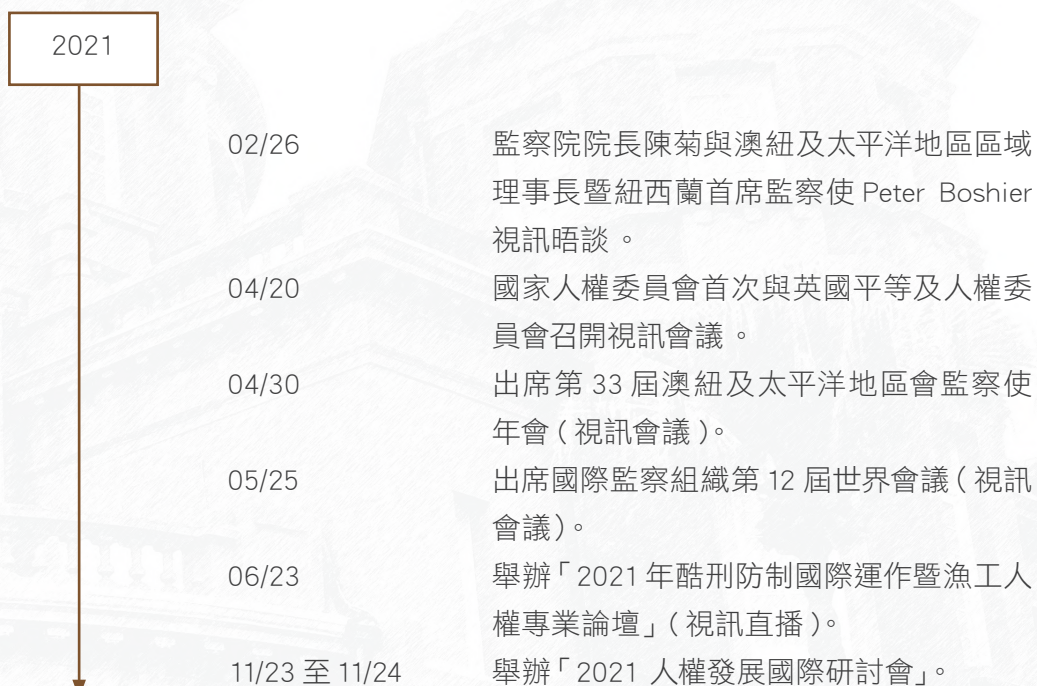 2021
02/26 監察院院長陳菊與澳紐及太平洋地區區域
理事長暨紐西蘭首席監察使 Peter Boshier
視訊晤談。
04/20 國家人權委員會首次與英國平等及人權委
員會召開視訊會議。
04/30 出席第 33 屆澳紐及太平洋地區會監察使
年會(視訊會議)。
05/25 出席國際監察組織第 12 屆世界會議(視訊
會議)。
06/23 舉辦「2021 年酷刑防制國際運作暨漁工人
權專業論壇」(視訊直播)。
11/23 至 11/24 舉辦「2021 人權發展國際研討會」。